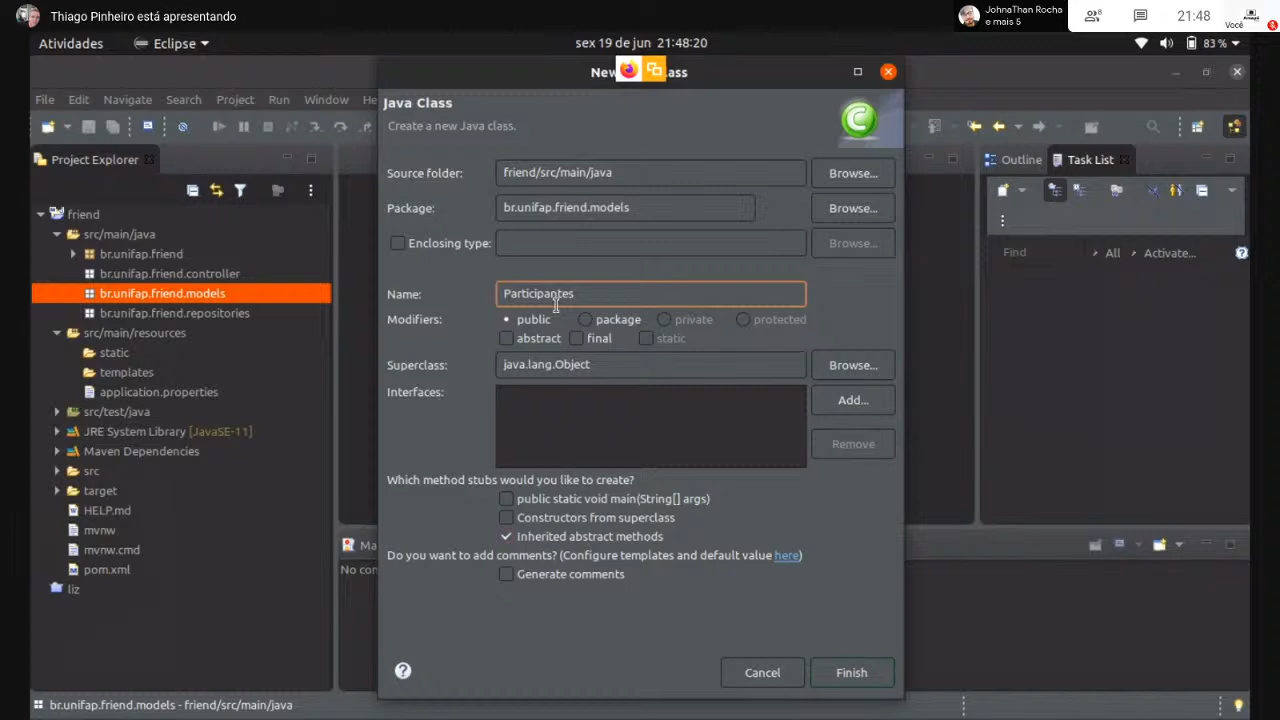 Thiago Pinheiro está apresentando
JohnaThan Rocha
e mais 5
8
21:48
Você
Atividades
Eclipse
sex 19 de jun 21:48:20
83 %
New
ass
File Edit Navigate Search Project Run Window He
Java Class
Create a new Java class.
Project Explorer
Outline
Task List
Source folder:
friend/src/main/java
Browse...
Package:
br.unifap.friend.models
Browse...
Enclosing type:
Browse...
Name:
Participantes
Modifiers:
public
package
private
protected
abstract
final
static
Superclass:
java.lang.Object
Browse...
Interfaces:
Add...
Remove
Which method stubs would you like to create?
public static void main(String[] args)
Constructors from superclass
Inherited abstract methods
Do you want to add comments? (Configure templates and default value here)
Generate comments
Cancel
Finish
friend
src/main/java
br.unifap.friend
br.unifap.friend.controller
br.unifap.friend.models
br.unifap.friend.repositories
src/main/resources
static
templates
application.properties
src/test/java
JRE System Library [JavaSE-11]
Maven Dependencies
src
target
HELP.md
mvnw
mvnw.cmd
pom.xml
liz
Find
All
Activate...
Ma
No con
br.unifap.friend.models - friend/src/main/java